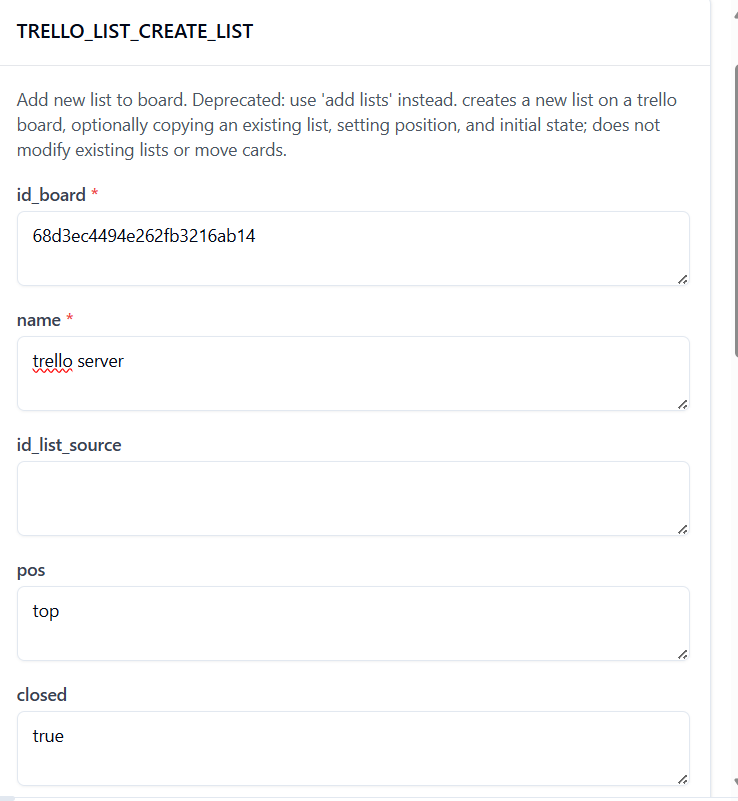 TRELLO_LIST_CREATE_LIST
Add new list to board. Deprecated: use 'add lists' instead. creates a new list on a trello
board, optionally copying an existing list, setting position, and initial state; does not
modify existing lists or move cards.
id_board *
68d3ec4494e262fb3216ab14
name *
trello server
id_list_source
pos
top
closed
true